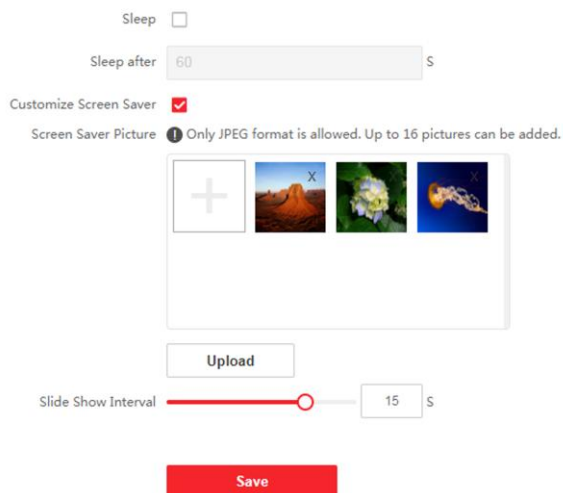 Sleep
Sleep after 60 S
Customize Screen Saver
Screen Saver Picture ! Only JPEG format is allowed. Up to 16 pictures can be added.
X X
Upload
Slide Show Interval 15 S
Save